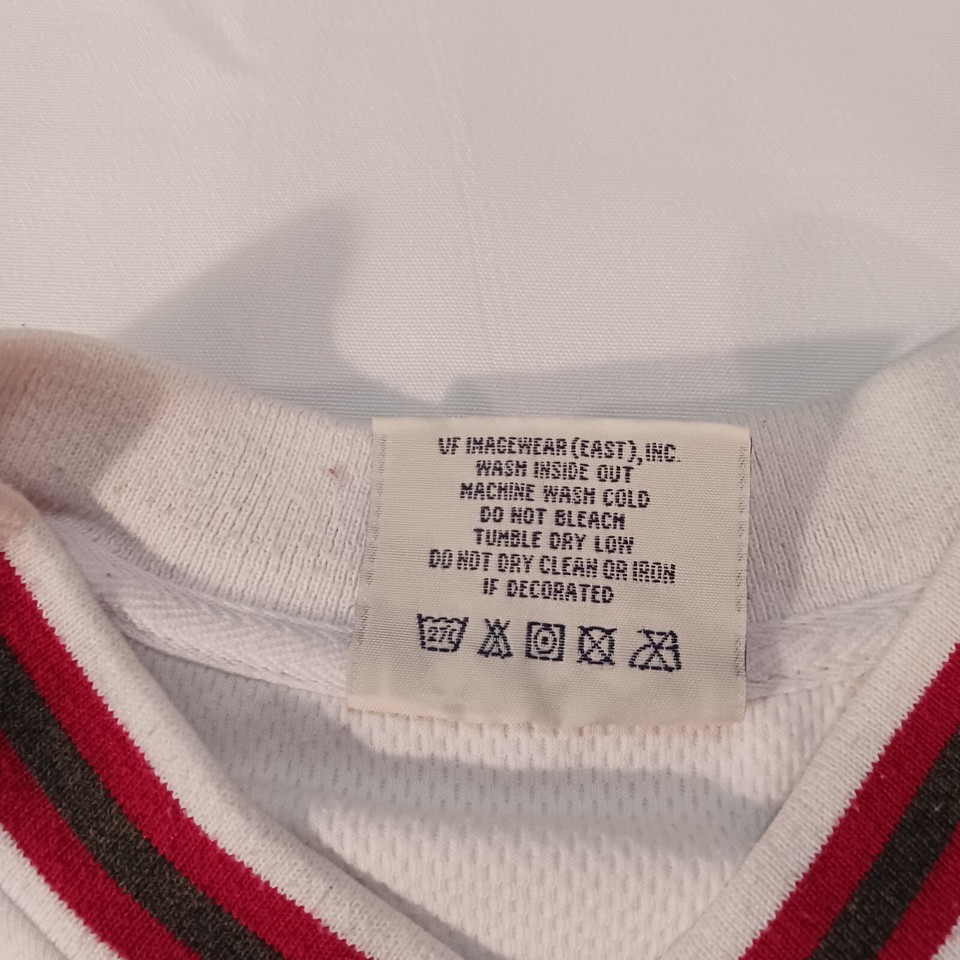 VF IMAGEWEAR (EAST), INC.
WASH INSIDE OUT
MACHINE WASH COLD
DO NOT BLEACH
TUMBLE DRY LOW
DO NOT DRY CLEAN OR IRON
IF DECORATED